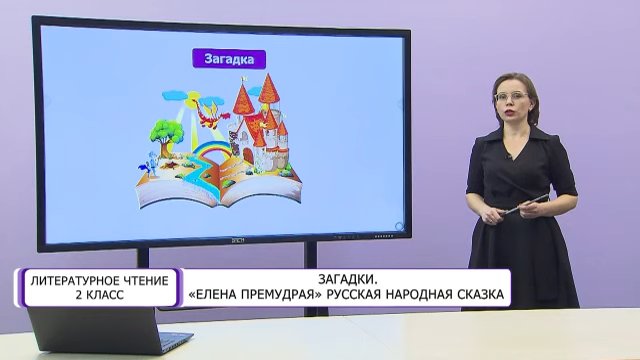 Загадка
ЛИТЕРАТУРНОЕ ЧТЕНИЕ
2 КЛАСС
ЗАГАДКИ.
«ЕЛЕНА ПРЕМУДРАЯ» РУССКАЯ НАРОДНАЯ СКАЗКА